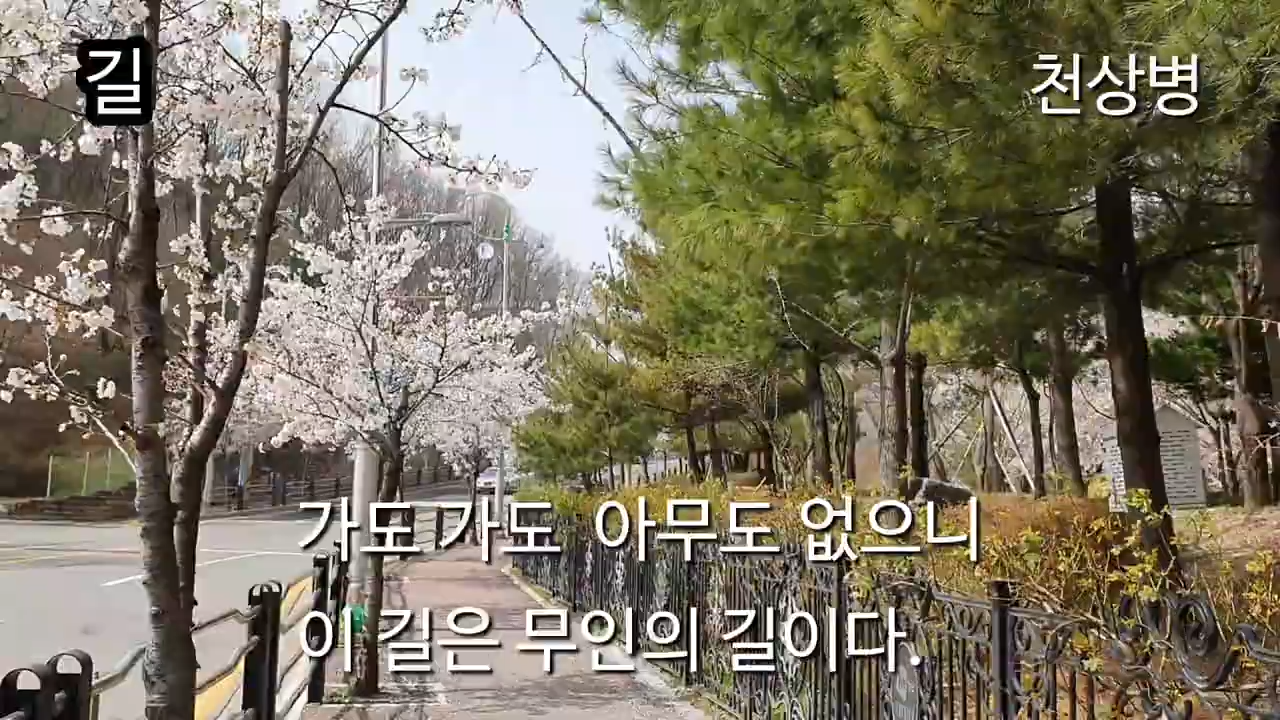 길
천상병
가도 가도 아무도 없으니
이 길은 무인의 길이다.